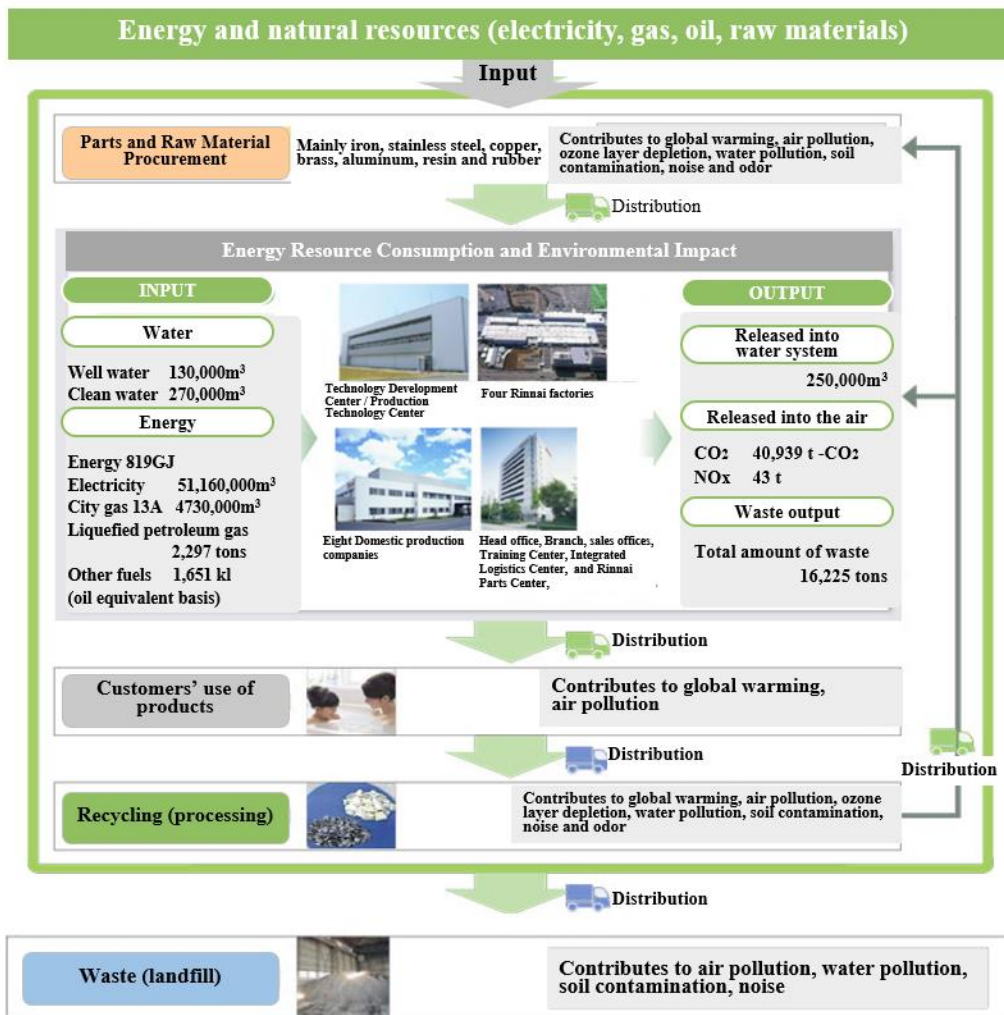 Energy and natural resources (electricity, gas, oil, raw materials)
Input
Parts and Raw Material
Procurement
Mainly iron, stainless steel, copper,
brass, aluminum, resin and rubber
Contributes to global warming, air pollution,
ozone layer depletion, water pollution, soil
contamination, noise and odor
Distribution
Energy Resource Consumption and Environmental Impact
INPUT
Water
Well water 130,000m³
Clean water 270,000m³
Energy
Energy 819GJ
Electricity 51,160,000m³
City gas 13A 4730,000m³
Liquefied petroleum gas
2,297 tons
Other fuels 1,651 kl
(oil equivalent basis)
Technology Development
Center / Production
Technology Center
Four Rinnai factories
Eight Domestic production
companies
Head office, Branch, sales offices,
Training Center, Integrated
Logistics Center, and Rinnai
Parts Center,
OUTPUT
Released into
water system
250,000m³
Released into the air
CO₂ 40,939 t -CO₂
NOx 43 t
Waste output
Total amount of waste
16,225 tons
Distribution
Customers’ use of
products
Contributes to global warming,
air pollution
Distribution
Distribution
Recycling (processing)
Contributes to global warming, air pollution, ozone
layer depletion, water pollution, soil contamination,
noise and odor
Distribution
Waste (landfill)
Contributes to air pollution, water pollution,
soil contamination, noise